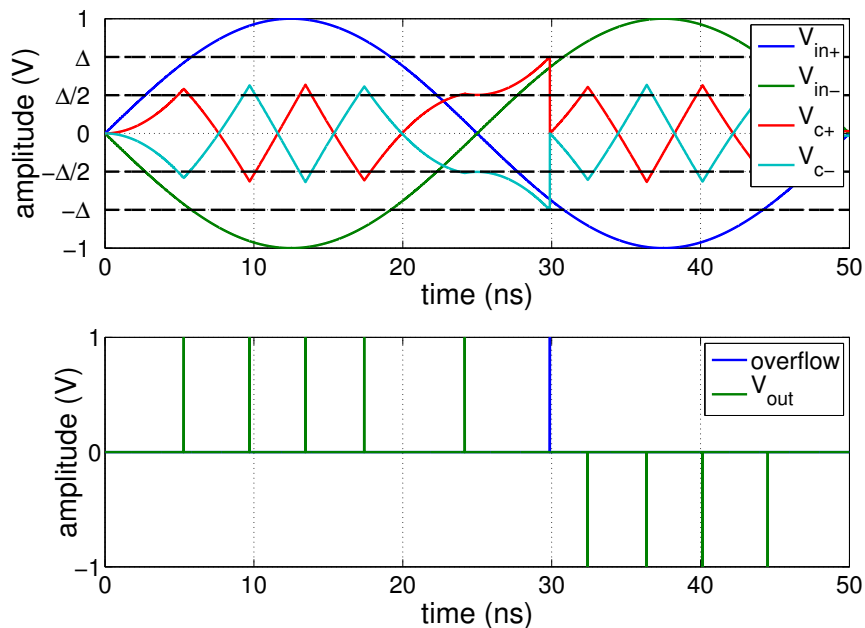 1
Δ
Δ/2
0
−Δ/2
−Δ
−1
amplitude (V)
0 10 20 30 40 50
time (ns)
V_in+
V_in−
V_c+
V_c−
1
0
−1
amplitude (V)
0 10 20 30 40 50
time (ns)
overflow
V_out